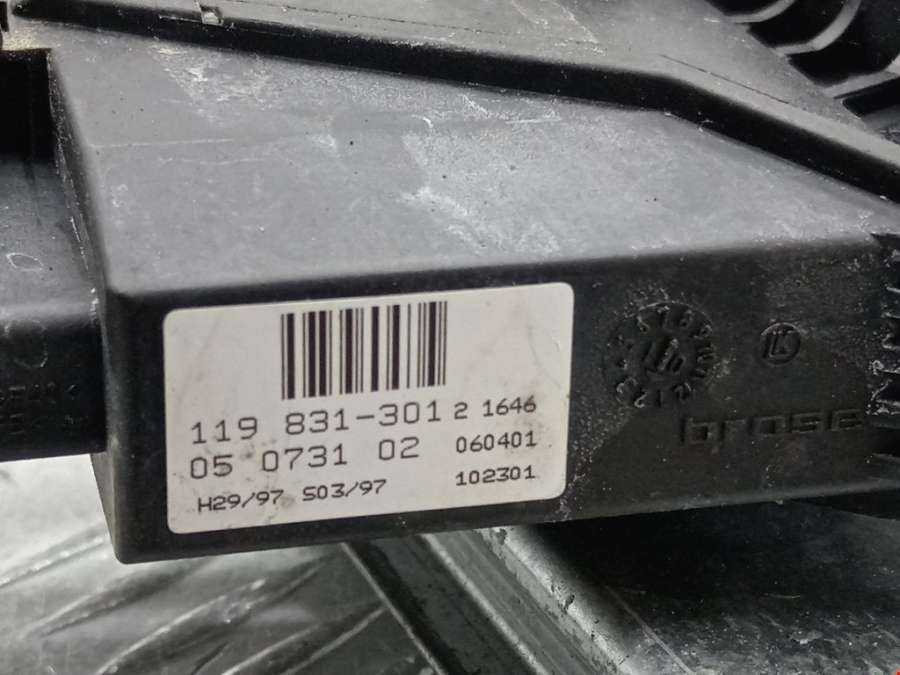 119 831-301 2 1646
05 0731 02 060401
H29/97 S03/97 102301
brose